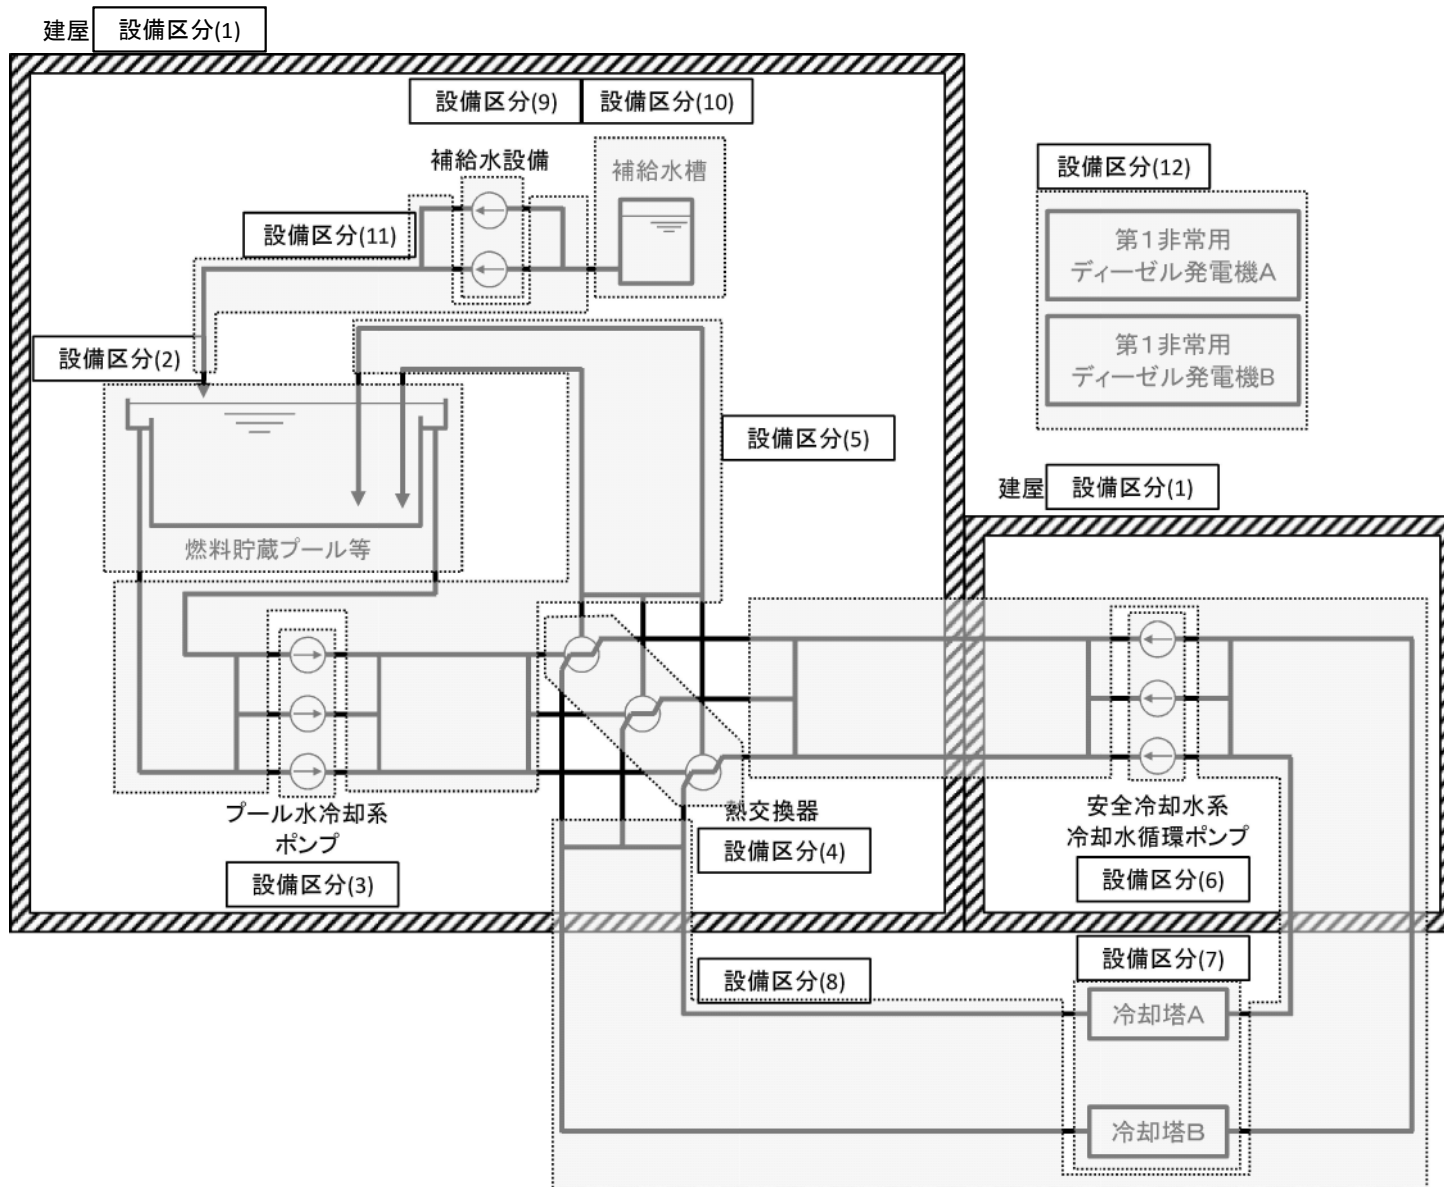 建屋 設備区分(1)
設備区分(9) 設備区分(10)
補給水設備
補給水槽
設備区分(11)
設備区分(12)
第1非常用
ディーゼル発電機A
第1非常用
ディーゼル発電機B
設備区分(2)
設備区分(5)
燃料貯蔵プール等
建屋 設備区分(1)
プール水冷却系
ポンプ
設備区分(3)
熱交換器
設備区分(4)
安全冷却水系
冷却水循環ポンプ
設備区分(6)
設備区分(7)
設備区分(8)
冷却塔A
冷却塔B